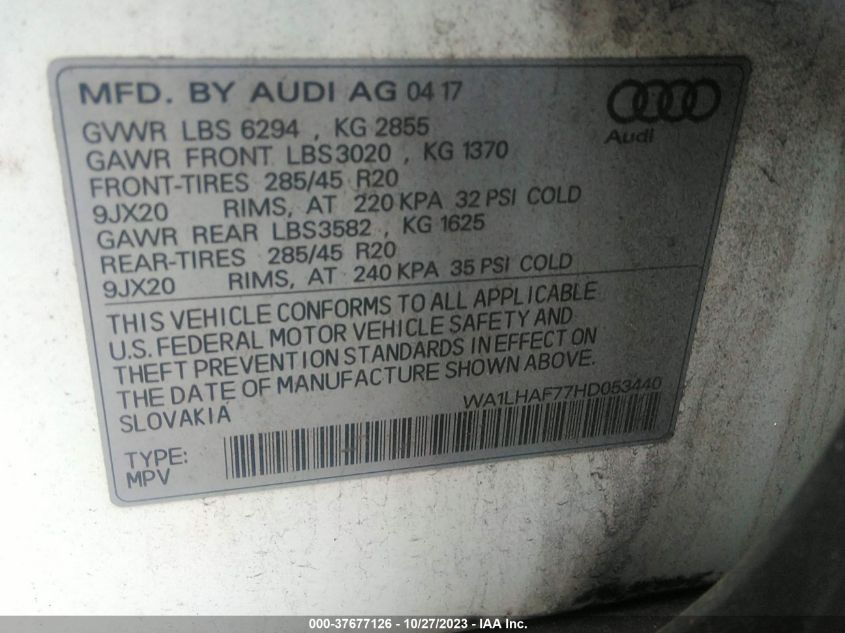 MFD. BY AUDI AG 04 17
Audi
GVWR LBS 6294 , KG 2855
GAWR FRONT LBS3020 , KG 1370
FRONT-TIRES 285/45 R20
9JX20 RIMS, AT 220 KPA 32 PSI COLD
GAWR REAR LBS3582 , KG 1625
REAR-TIRES 285/45 R20
9JX20 RIMS, AT 240 KPA 35 PSI COLD
THIS VEHICLE CONFORMS TO ALL APPLICABLE
U.S. FEDERAL MOTOR VEHICLE SAFETY AND
THEFT PREVENTION STANDARDS IN EFFECT ON
THE DATE OF MANUFACTURE SHOWN ABOVE.
SLOVAKIA
WA1LHAF77HD053440
TYPE:
MPV
000-37677126 - 10/27/2023 - IAA Inc.